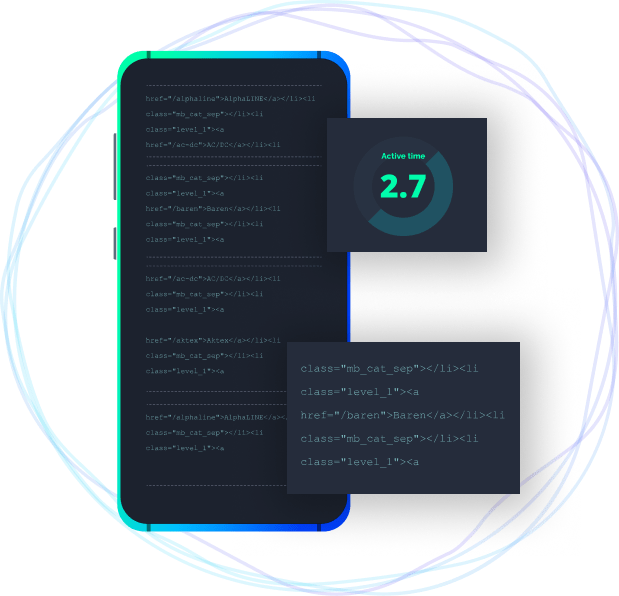 href="/alphaline">AlphaLINE</a></li><li
class="mb_cat_sep"></li><li
class="level_1"><a
href="/ac-dc">AC/DC</a></li><li
class="mb_cat_sep"></li><li
class="level_1"><a
href="/baren">Baren</a></li><li
class="mb_cat_sep"></li><li
class="level_1"><a
href="/ac-dc">AC/DC</a></li><li
class="mb_cat_sep"></li><li
class="level_1"><a
href="/aktex">Aktex</a></li><li
class="mb_cat_sep"></li><li
class="level_1"><a
href="/alphaline">AlphaLINE</a></
class="mb_cat_sep"></li><li
class="level_1"><a
Active time
2.7
class="mb_cat_sep"></li><li
class="level_1"><a
href="/baren">Baren</a></li><li
class="mb_cat_sep"></li><li
class="level_1"><a